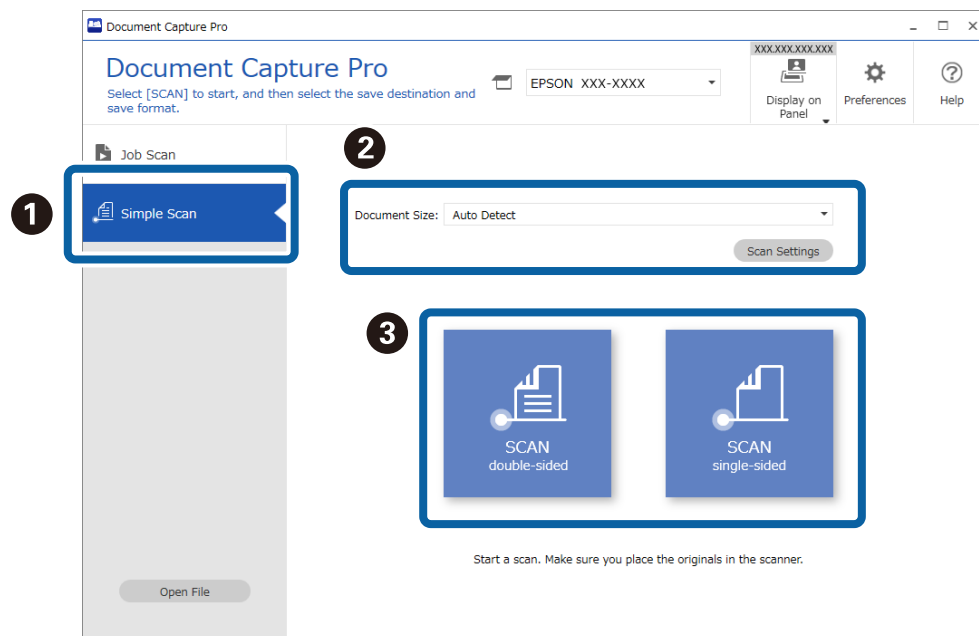 Document Capture Pro
Document Capture Pro
Select [SCAN] to start, and then select the save destination and
save format.
EPSON XXX-XXXX
XXX.XXX.XXX.XXX
Display on
Panel
Preferences
Help
Job Scan
1
Simple Scan
2
Document Size: Auto Detect
Scan Settings
3
SCAN
double-sided
SCAN
single-sided
Start a scan. Make sure you place the originals in the scanner.
Open File